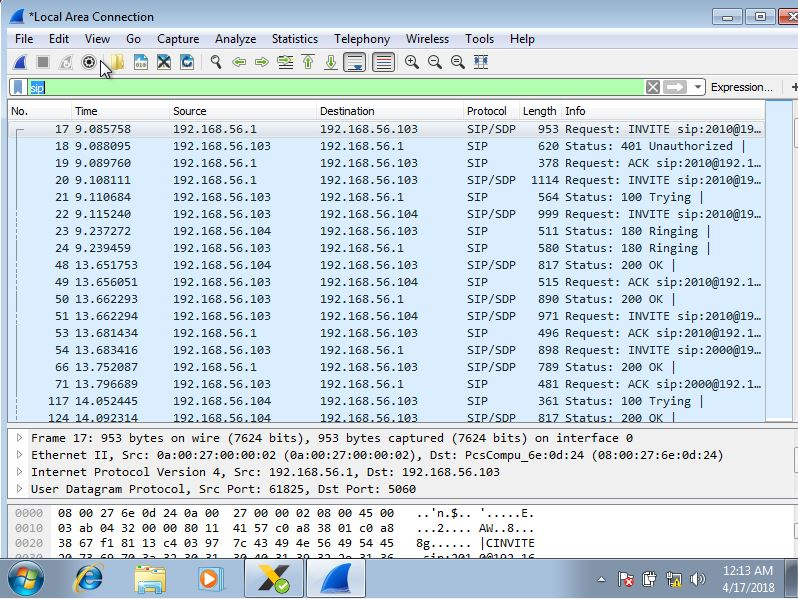 *Local Area Connection
File Edit View Go Capture Analyze Statistics Telephony Wireless Tools Help
sip Expression... +
No. Time Source Destination Protocol Length Info
17 9.085758 192.168.56.1 192.168.56.103 SIP/SDP 953 Request: INVITE sip:2010@19…
18 9.088095 192.168.56.103 192.168.56.1 SIP 620 Status: 401 Unauthorized |
19 9.089760 192.168.56.1 192.168.56.103 SIP 378 Request: ACK sip:2010@192.1…
20 9.108111 192.168.56.1 192.168.56.103 SIP/SDP 1114 Request: INVITE sip:2010@19…
21 9.110684 192.168.56.103 192.168.56.1 SIP 564 Status: 100 Trying |
22 9.115240 192.168.56.103 192.168.56.104 SIP/SDP 999 Request: INVITE sip:2010@19…
23 9.237272 192.168.56.104 192.168.56.103 SIP 511 Status: 180 Ringing |
24 9.239459 192.168.56.103 192.168.56.1 SIP 580 Status: 180 Ringing |
48 13.651753 192.168.56.104 192.168.56.103 SIP/SDP 817 Status: 200 OK |
49 13.656051 192.168.56.103 192.168.56.104 SIP 515 Request: ACK sip:2010@192.1…
50 13.662293 192.168.56.103 192.168.56.1 SIP/SDP 890 Status: 200 OK |
51 13.662294 192.168.56.103 192.168.56.104 SIP/SDP 971 Request: INVITE sip:2010@19…
53 13.681434 192.168.56.1 192.168.56.103 SIP 496 Request: ACK sip:2010@192.1…
54 13.683416 192.168.56.103 192.168.56.1 SIP/SDP 898 Request: INVITE sip:2000@19…
66 13.752087 192.168.56.1 192.168.56.103 SIP/SDP 789 Status: 200 OK |
71 13.796689 192.168.56.103 192.168.56.1 SIP 481 Request: ACK sip:2000@192.1…
117 14.052445 192.168.56.104 192.168.56.103 SIP 361 Status: 100 Trying |
124 14.092314 192.168.56.104 192.168.56.103 SIP/SDP 817 Status: 200 OK |
Frame 17: 953 bytes on wire (7624 bits), 953 bytes captured (7624 bits) on interface 0
Ethernet II, Src: 0a:00:27:00:00:02 (0a:00:27:00:00:02), Dst: PcsCompu_6e:0d:24 (08:00:27:6e:0d:24)
Internet Protocol Version 4, Src: 192.168.56.1, Dst: 192.168.56.103
User Datagram Protocol, Src Port: 61825, Dst Port: 5060
0000 08 00 27 6e 0d 24 0a 00 27 00 00 02 08 00 45 00 ..'n.$.. '.....E.
0010 03 ab 04 32 00 00 80 11 41 57 c0 a8 38 01 c0 a8 ...2.... AW..8...
0020 38 67 f1 81 13 c4 03 97 7c 43 49 4e 56 49 54 45 8g...... |CINVITE
12:13 AM
4/17/2018